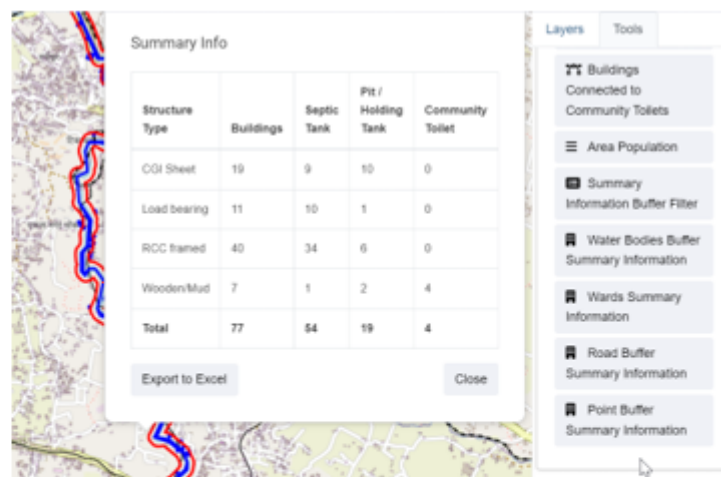 Summary Info
Structure Type Buildings Septic Tank Pit / Holding Tank Community Toilet
CGI Sheet 19 9 10 0
Load bearing 11 10 1 0
RCC framed 40 34 6 0
Wooden/Mud 7 1 2 4
Total 77 54 19 4
Export to Excel Close
Layers Tools
Buildings
Connected to
Community Toilets
Area Population
Summary
Information Buffer Filter
Water Bodies Buffer
Summary Information
Wards Summary
Information
Road Buffer
Summary Information
Point Buffer
Summary Information